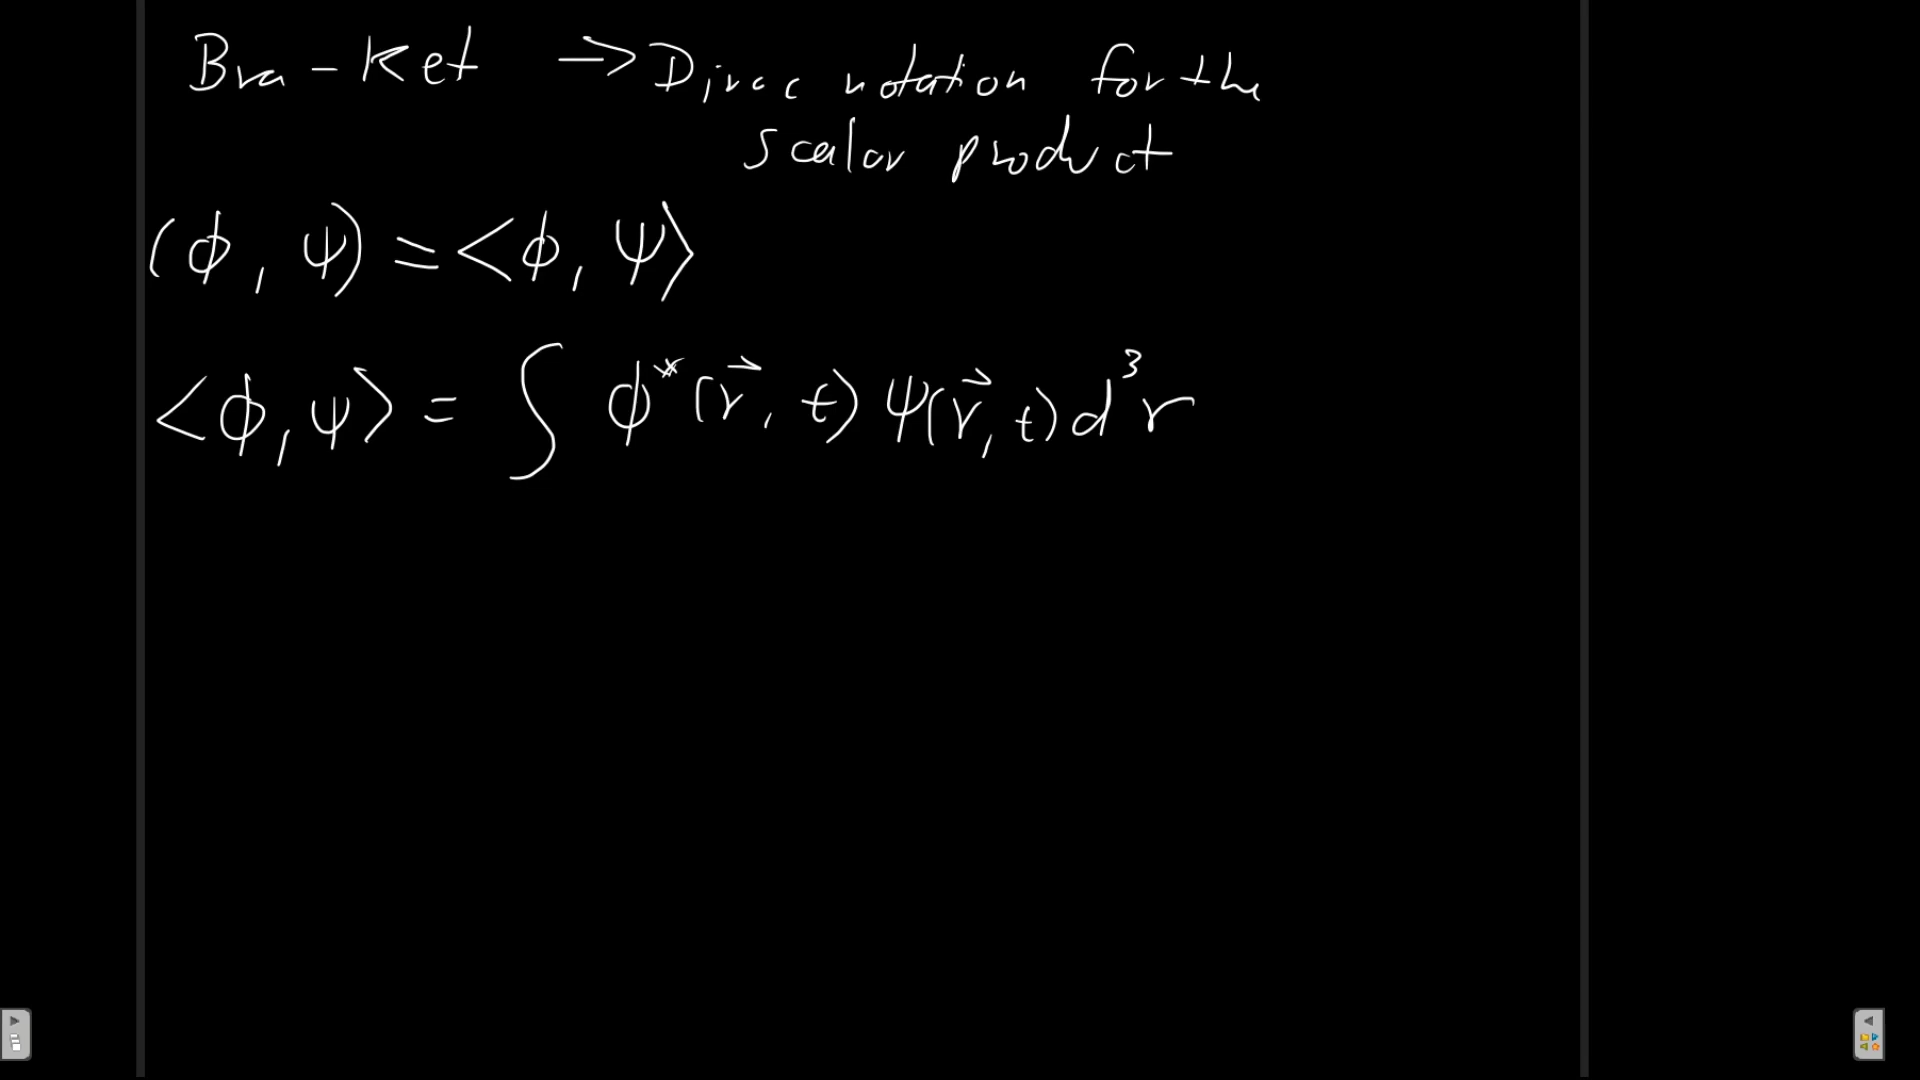 Bra - Ket → Dirac notation for the
scalar product
(ϕ, ψ) = <ϕ, ψ>
<ϕ, ψ> = ∫ ϕ*(r⃗, t) ψ(r⃗, t) d³r